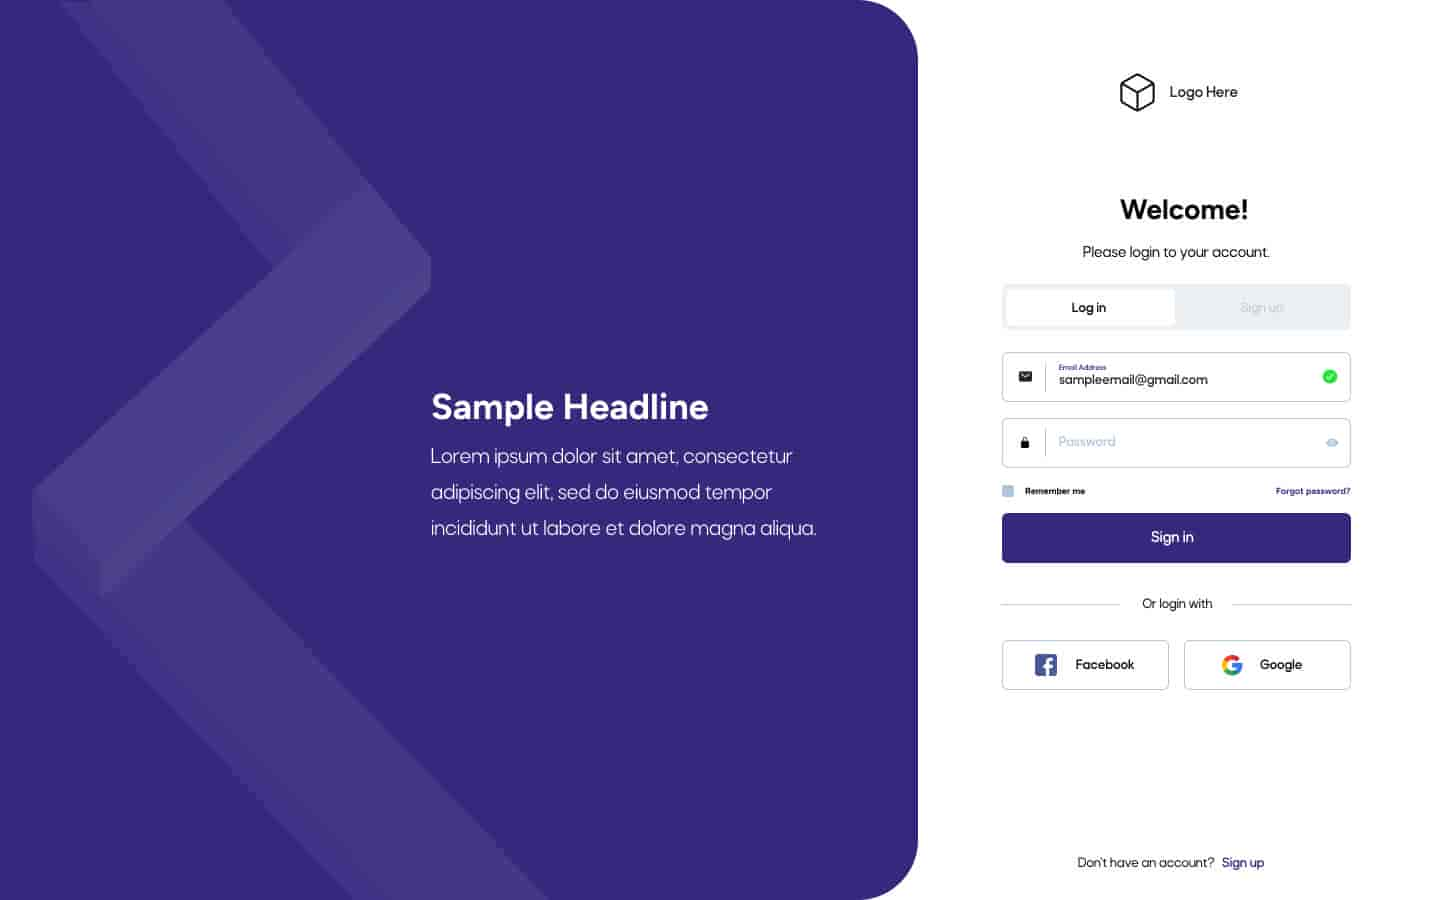 Logo Here
Welcome!
Please login to your account.
Log in
Sign up
Email Address
sampleemail@gmail.com
Password
Remember me
Forgot password?
Sign in
Or login with
Facebook
Google
Don't have an account? Sign up
Sample Headline
Lorem ipsum dolor sit amet, consectetur
adipiscing elit, sed do eiusmod tempor
incididunt ut labore et dolore magna aliqua.